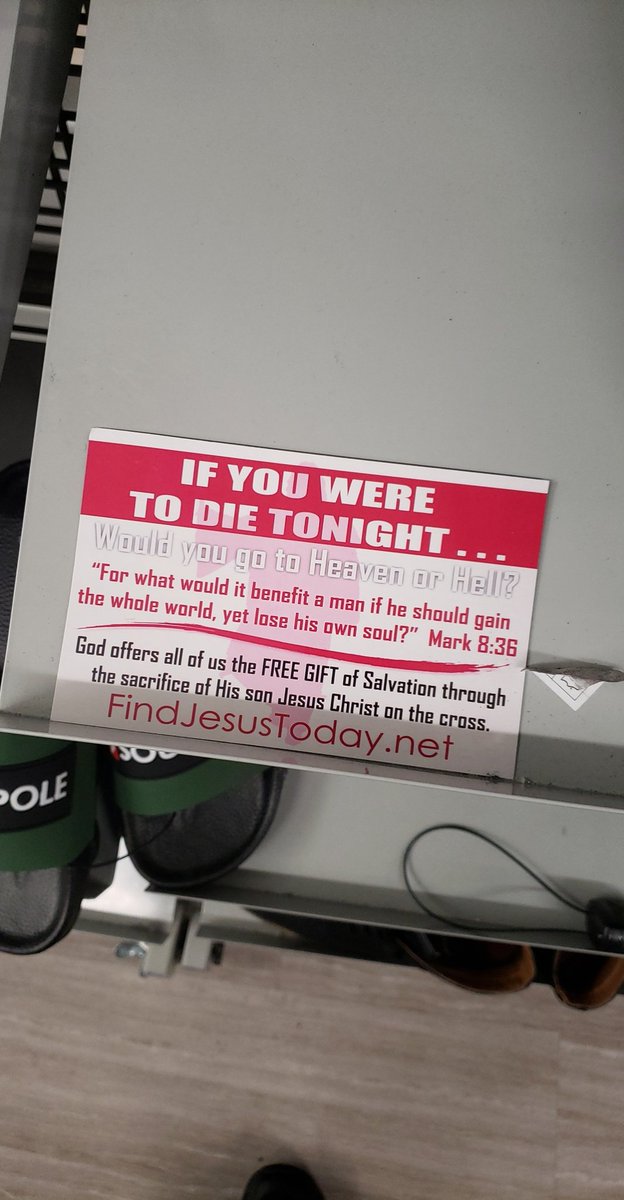 IF YOU WERE
TO DIE TONIGHT . . .
Would you go to Heaven or Hell?
"For what would it benefit a man if he should gain
the whole world, yet lose his own soul?" Mark 8:36
God offers all of us the FREE GIFT of Salvation through
the sacrifice of His son Jesus Christ on the cross.
FindJesusToday.net
POLE